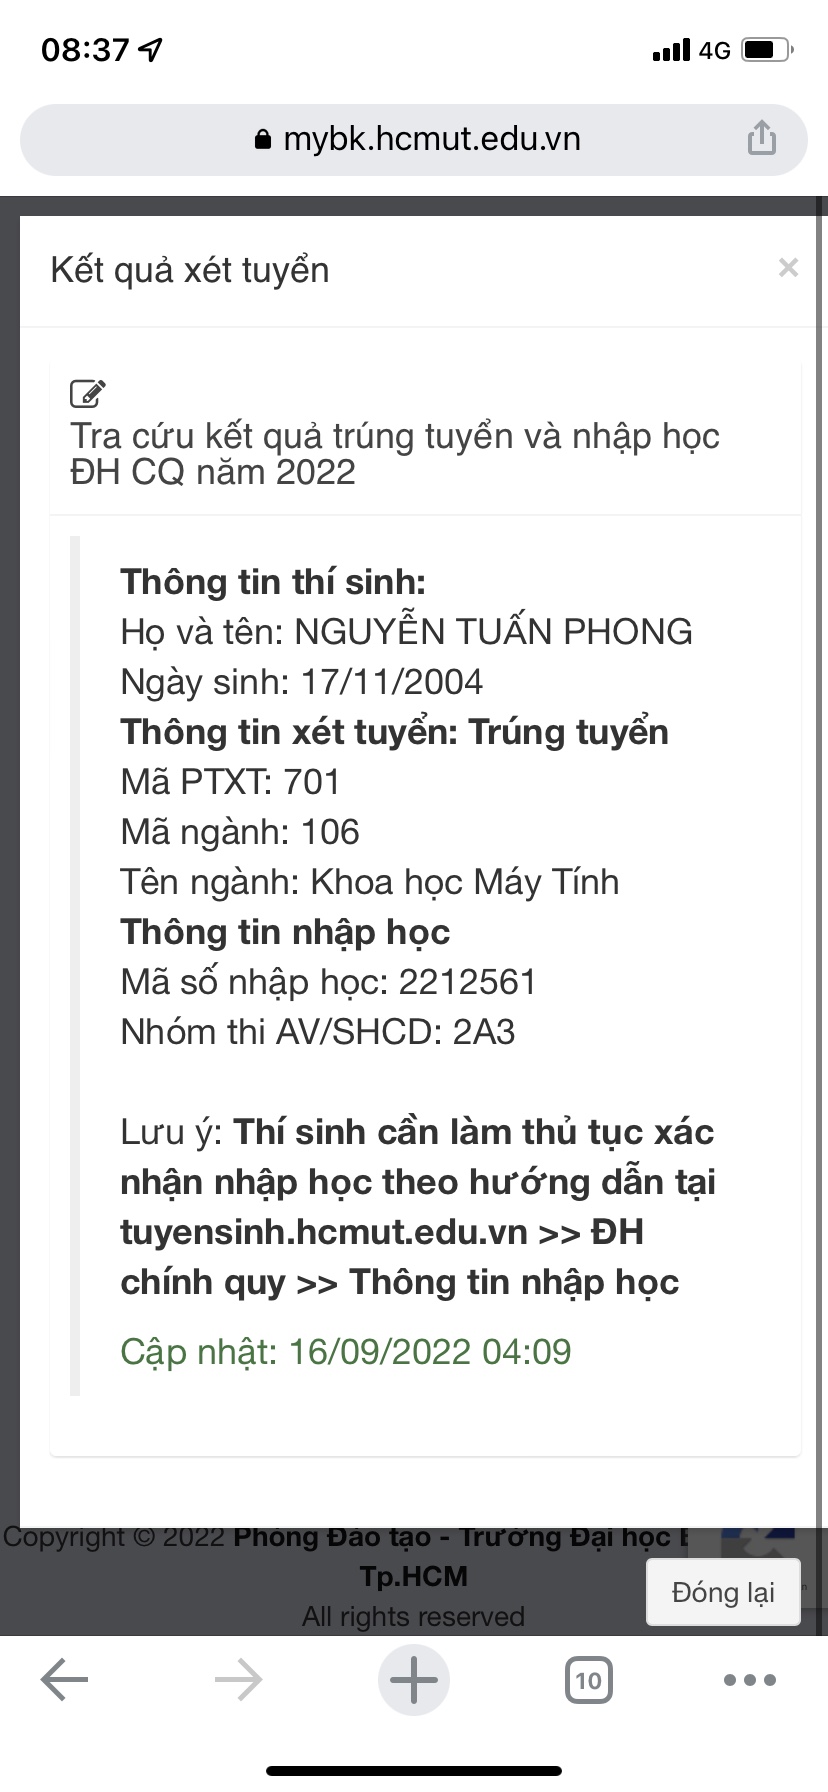 08:37
4G
mybk.hcmut.edu.vn
Kết quả xét tuyển
×
Tra cứu kết quả trúng tuyển và nhập học
ĐH CQ năm 2022
Thông tin thí sinh:
Họ và tên: NGUYỄN TUẤN PHONG
Ngày sinh: 17/11/2004
Thông tin xét tuyển: Trúng tuyển
Mã PTXT: 701
Mã ngành: 106
Tên ngành: Khoa học Máy Tính
Thông tin nhập học
Mã số nhập học: 2212561
Nhóm thi AV/SHCD: 2A3
Lưu ý: Thí sinh cần làm thủ tục xác
nhận nhập học theo hướng dẫn tại
tuyensinh.hcmut.edu.vn >> ĐH
chính quy >> Thông tin nhập học
Cập nhật: 16/09/2022 04:09
Copyright © 2022 Phòng Đào tạo - Trường Đại học
Tp.HCM
All rights reserved
Đóng lại
10